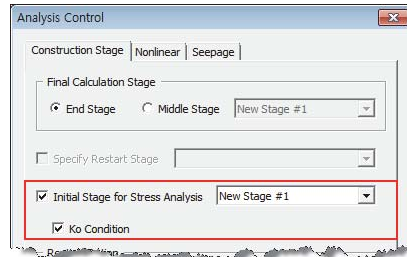 Analysis Control
Construction Stage Nonlinear Seepage
Final Calculation Stage
End Stage Middle Stage New Stage #1
Specify Restart Stage
Initial Stage for Stress Analysis New Stage #1
Ko Condition